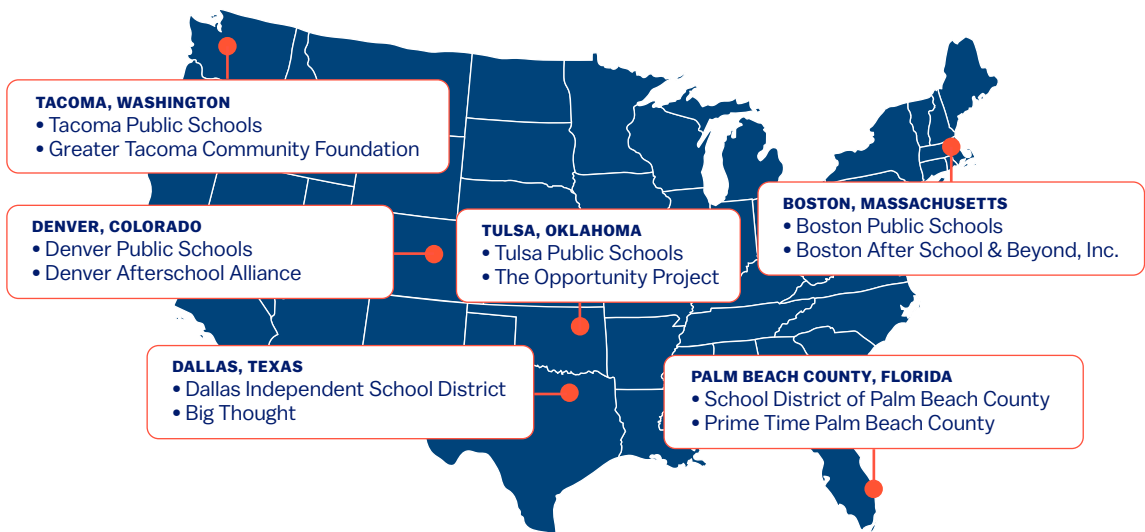 TACOMA, WASHINGTON
• Tacoma Public Schools
• Greater Tacoma Community Foundation
DENVER, COLORADO
• Denver Public Schools
• Denver Afterschool Alliance
TULSA, OKLAHOMA
• Tulsa Public Schools
• The Opportunity Project
BOSTON, MASSACHUSETTS
• Boston Public Schools
• Boston After School & Beyond, Inc.
DALLAS, TEXAS
• Dallas Independent School District
• Big Thought
PALM BEACH COUNTY, FLORIDA
• School District of Palm Beach County
• Prime Time Palm Beach County